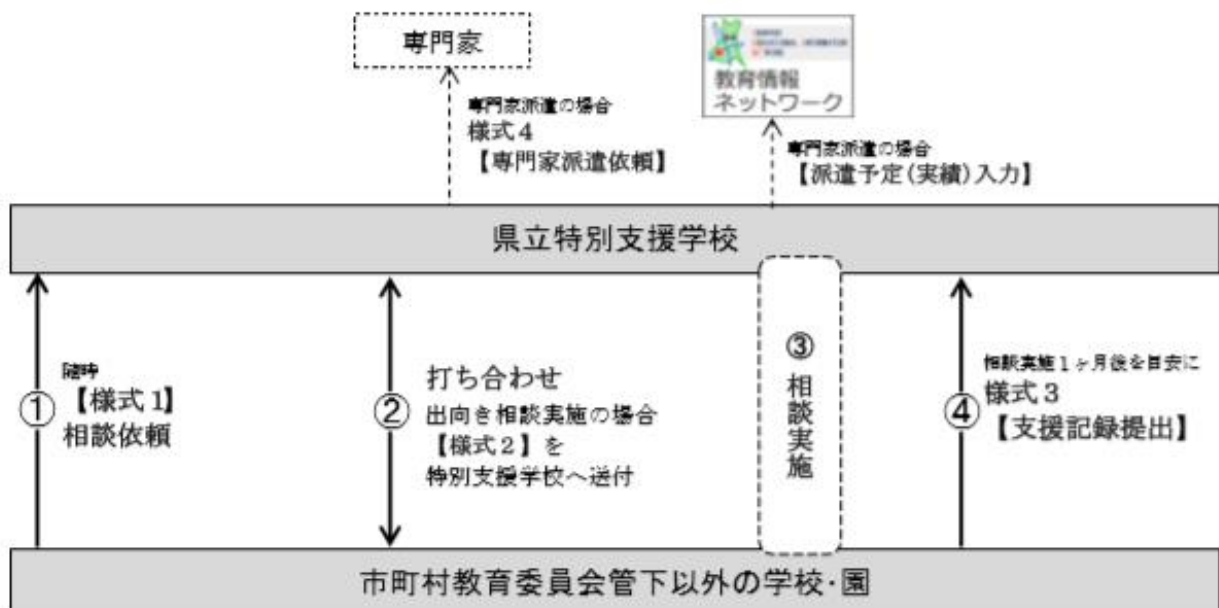 専門家
教育情報
ネットワーク
専門家派遣の場合
様式4
【専門家派遣依頼】
専門家派遣の場合
【派遣予定(実績)入力】
県立特別支援学校
①
随時
【様式1】
相談依頼
②
打ち合わせ
出向き相談実施の場合
【様式2】を
特別支援学校へ送付
③相談実施
④
相談実施1ヶ月後を目安に
様式3
【支援記録提出】
市町村教育委員会管下以外の学校・園